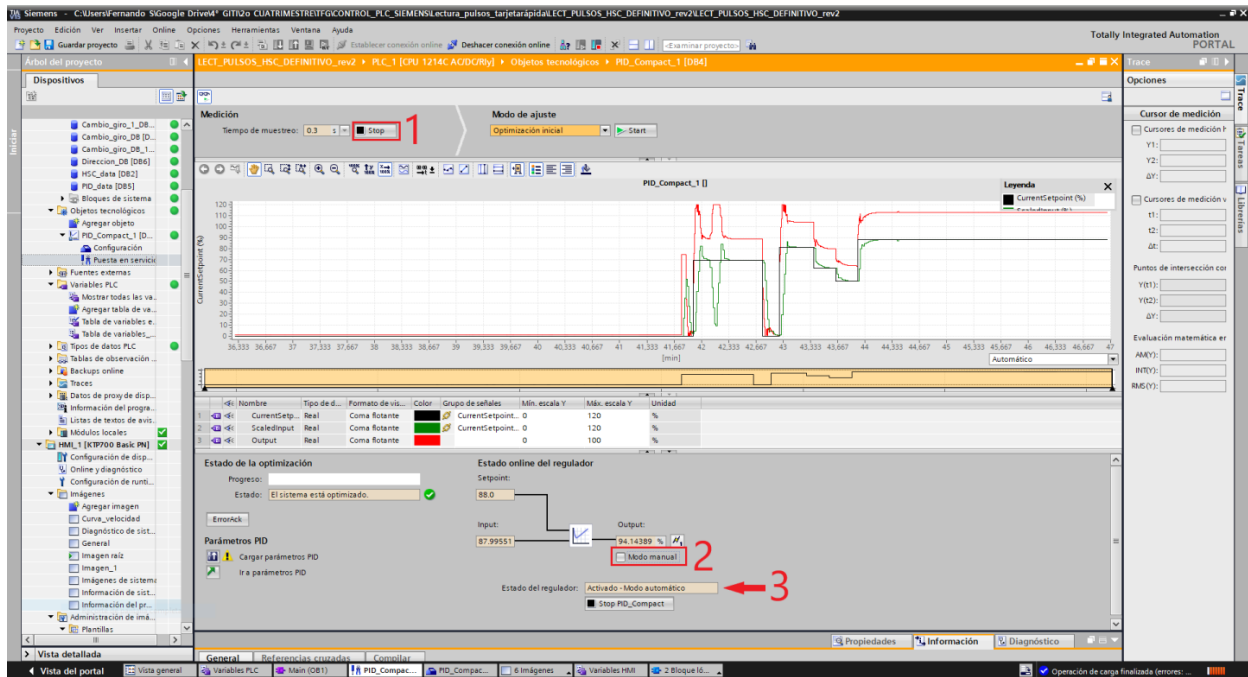 Siemens - C:\Users\Fernando S\Google DriveM* GITI\2o CUATRIMESTRE\TFG\CONTROL_PLC_SIEMENS\Lectura_pulsos_tarjetarápida\LECT_PULSOS_HSC_DEFINITIVO_rev2\LECT_PULSOS_HSC_DEFINITIVO_rev2
Proyecto Edición Ver Insertar Online Opciones Herramientas Ventana Ayuda
Totally Integrated Automation
PORTAL
Guardar proyecto Establecer conexión online Deshacer conexión online <Examinar proyecto>
Árbol del proyecto
LECT_PULSOS_HSC_DEFINITIVO_rev2 PLC_1 [CPU 1214C AC/DC/Rly] Objetos tecnológicos PID_Compact_1 [DB4]
Trace
Dispositivos
Opciones
Iniciar
Cambio_giro_1_DB...
Cambio_giro_DB [D...
Cambio_giro_DB_1...
Direccion_DB [DB6]
HSC_data [DB2]
PID_data [DB5]
Bloques de sistema
Objetos tecnológicos
Agregar objeto
PID_Compact_1 [D...
Configuración
Puesta en servicio
Fuentes externas
Variables PLC
Mostrar todas las va..
Agregar tabla de va...
Tabla de variables e.
Tabla de variables_...
Tipos de datos PLC
Tablas de observación ..
Backups online
Traces
Datos de proxy de disp...
Información del progra...
Listas de textos de avis.
Módulos locales
HMI_1 [KTP700 Basic PN]
Configuración de disp...
Online y diagnóstico
Configuración de runti...
Imágenes
Agregar imagen
Curva_velocidad
Diagnóstico de sist...
General
Imagen raíz
Imagen_1
Imágenes de sistema
Información de sist...
Información del pr...
Administración de imá...
Plantillas
Vista detallada
Medición
Tiempo de muestreo: 0.3 s Stop 1
Modo de ajuste
Optimización inicial Start
PID_Compact_1 []
Leyenda
CurrentSetpoint (%)
CurrentSetpoint (%)
120
110
100
90
80
70
60
50
40
30
20
10
0
36,333 36,667 37 37,333 37,667 38 38,333 38,667 39 39,333 39,667 40 40,333 40,667 41 41,333 41,667 42 42,333 42,667 43 43,333 43,667 44 44,333 44,667 45 45,333 45,667 46 46,333 46,667 47
[min]
Automático
Nombre Tipo de d... Formato de vis... Color Grupo de señales Mín. escala Y Máx. escala Y Unidad
1 CurrentSetp... Real Coma flotante CurrentSetpoint... 0 120 %
2 ScaledInput Real Coma flotante CurrentSetpoint... 0 120 %
3 Output Real Coma flotante 0 100 %
Estado de la optimización
Progreso:
Estado: El sistema está optimizado.
ErrorAck
Parámetros PID
Cargar parámetros PID
Ir a parámetros PID
Estado online del regulador
Setpoint:
88.0
Input:
87.99551
Output:
94.14389 %
Modo manual 2
Estado del regulador: Activado - Modo automático 3
Stop PID_Compact
Cursor de medición
Cursores de medición h
Y1:
Y2:
ΔY:
Cursores de medición v
t1:
t2:
Δt:
Puntos de intersección cor
Y(t1):
Y(t2):
ΔY:
Evaluación matemática er
AM(Y):
INT(Y):
RMS(Y):
Trace
Tareas
Librerías
Propiedades Información Diagnóstico
General Referencias cruzadas Compilar
Vista del portal Vista general Variables PLC Main (OB1) PID_Compac... PID_Compac... 6 Imágenes Variables HMI 2 Bloque ló...
Operación de carga finalizada (errores: ...